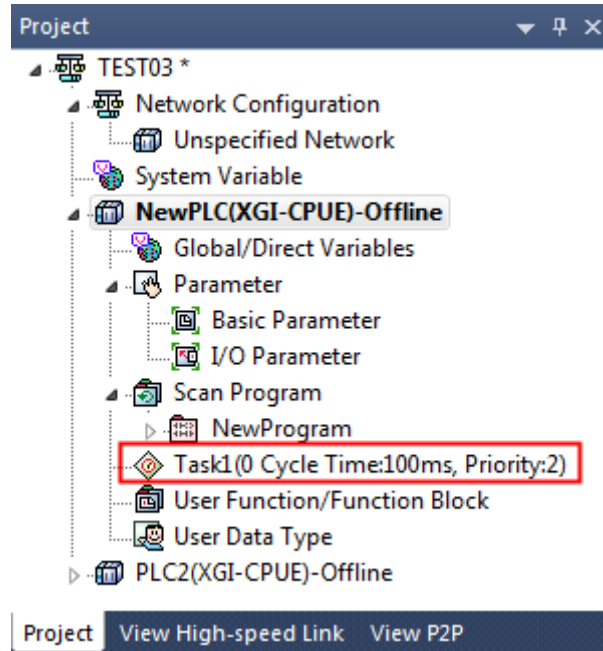 Project
TEST03 *
Network Configuration
Unspecified Network
System Variable
NewPLC(XGI-CPUE)-Offline
Global/Direct Variables
Parameter
Basic Parameter
I/O Parameter
Scan Program
NewProgram
Task1(0 Cycle Time:100ms, Priority:2)
User Function/Function Block
User Data Type
PLC2(XGI-CPUE)-Offline
Project View High-speed Link View P2P